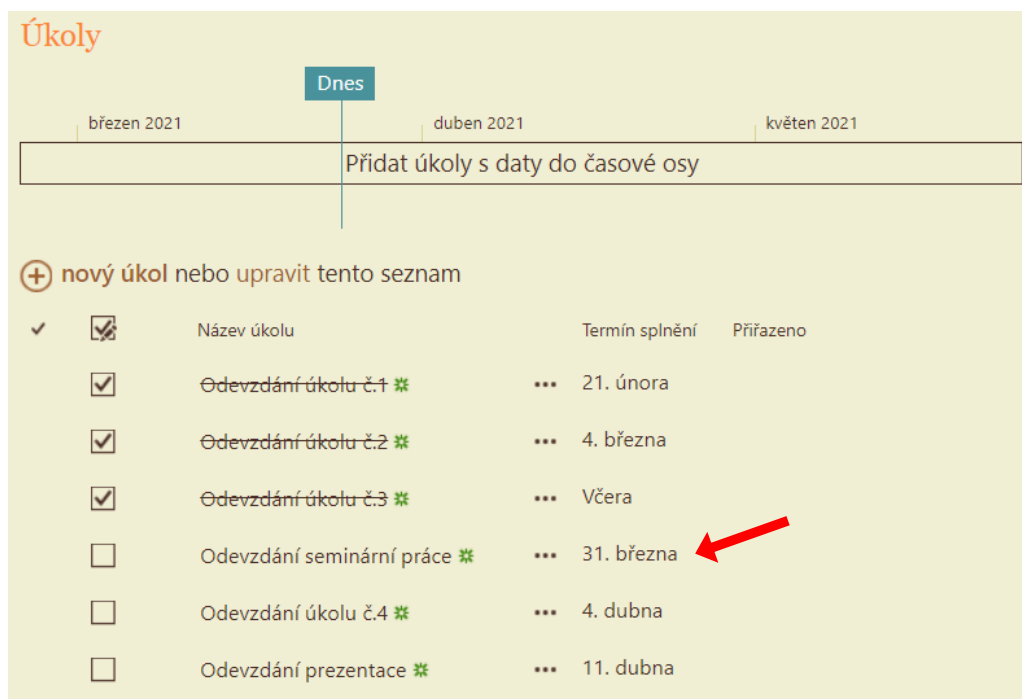 Úkoly
Dnes
březen 2021 duben 2021 květen 2021
Přidat úkoly s daty do časové osy
nový úkol nebo upravit tento seznam
Název úkolu Termín splnění Přiřazeno
Odevzdání úkolu č.1 ••• 21. února
Odevzdání úkolu č.2 ••• 4. března
Odevzdání úkolu č.3 ••• Včera
Odevzdání seminární práce ••• 31. března
Odevzdání úkolu č.4 ••• 4. dubna
Odevzdání prezentace ••• 11. dubna